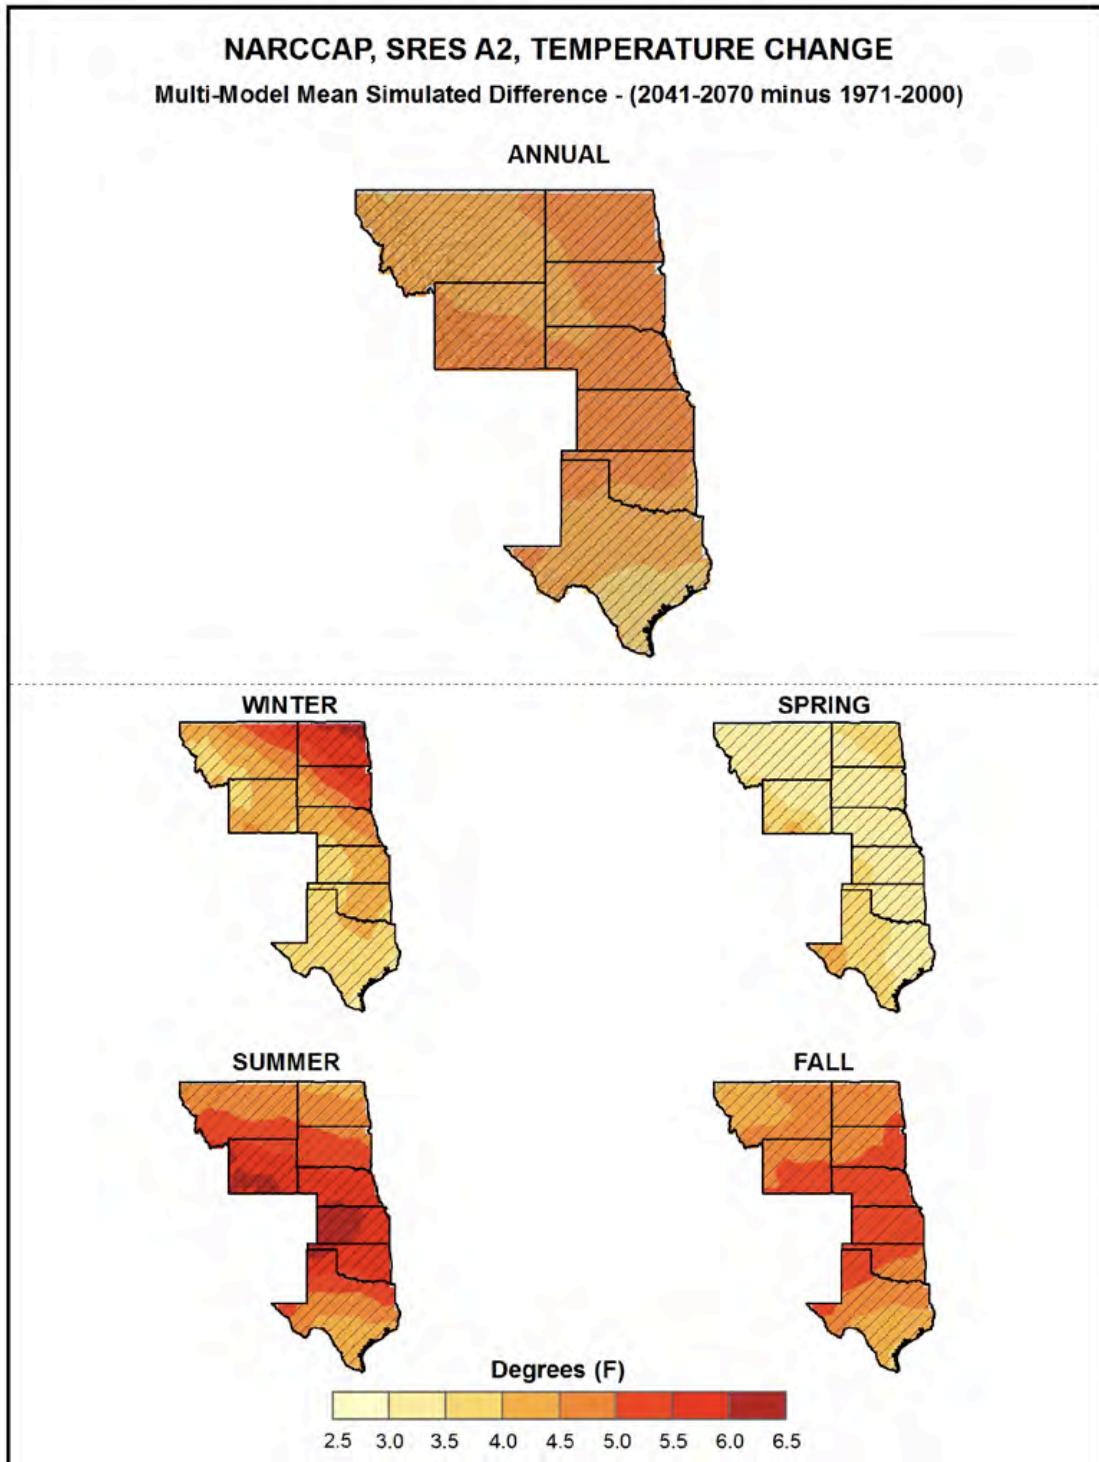 NARCCAP, SRES A2, TEMPERATURE CHANGE
Multi-Model Mean Simulated Difference - (2041-2070 minus 1971-2000)
ANNUAL
WINTER
SPRING
SUMMER
FALL
Degrees (F)
2.5 3.0 3.5 4.0 4.5 5.0 5.5 6.0 6.5